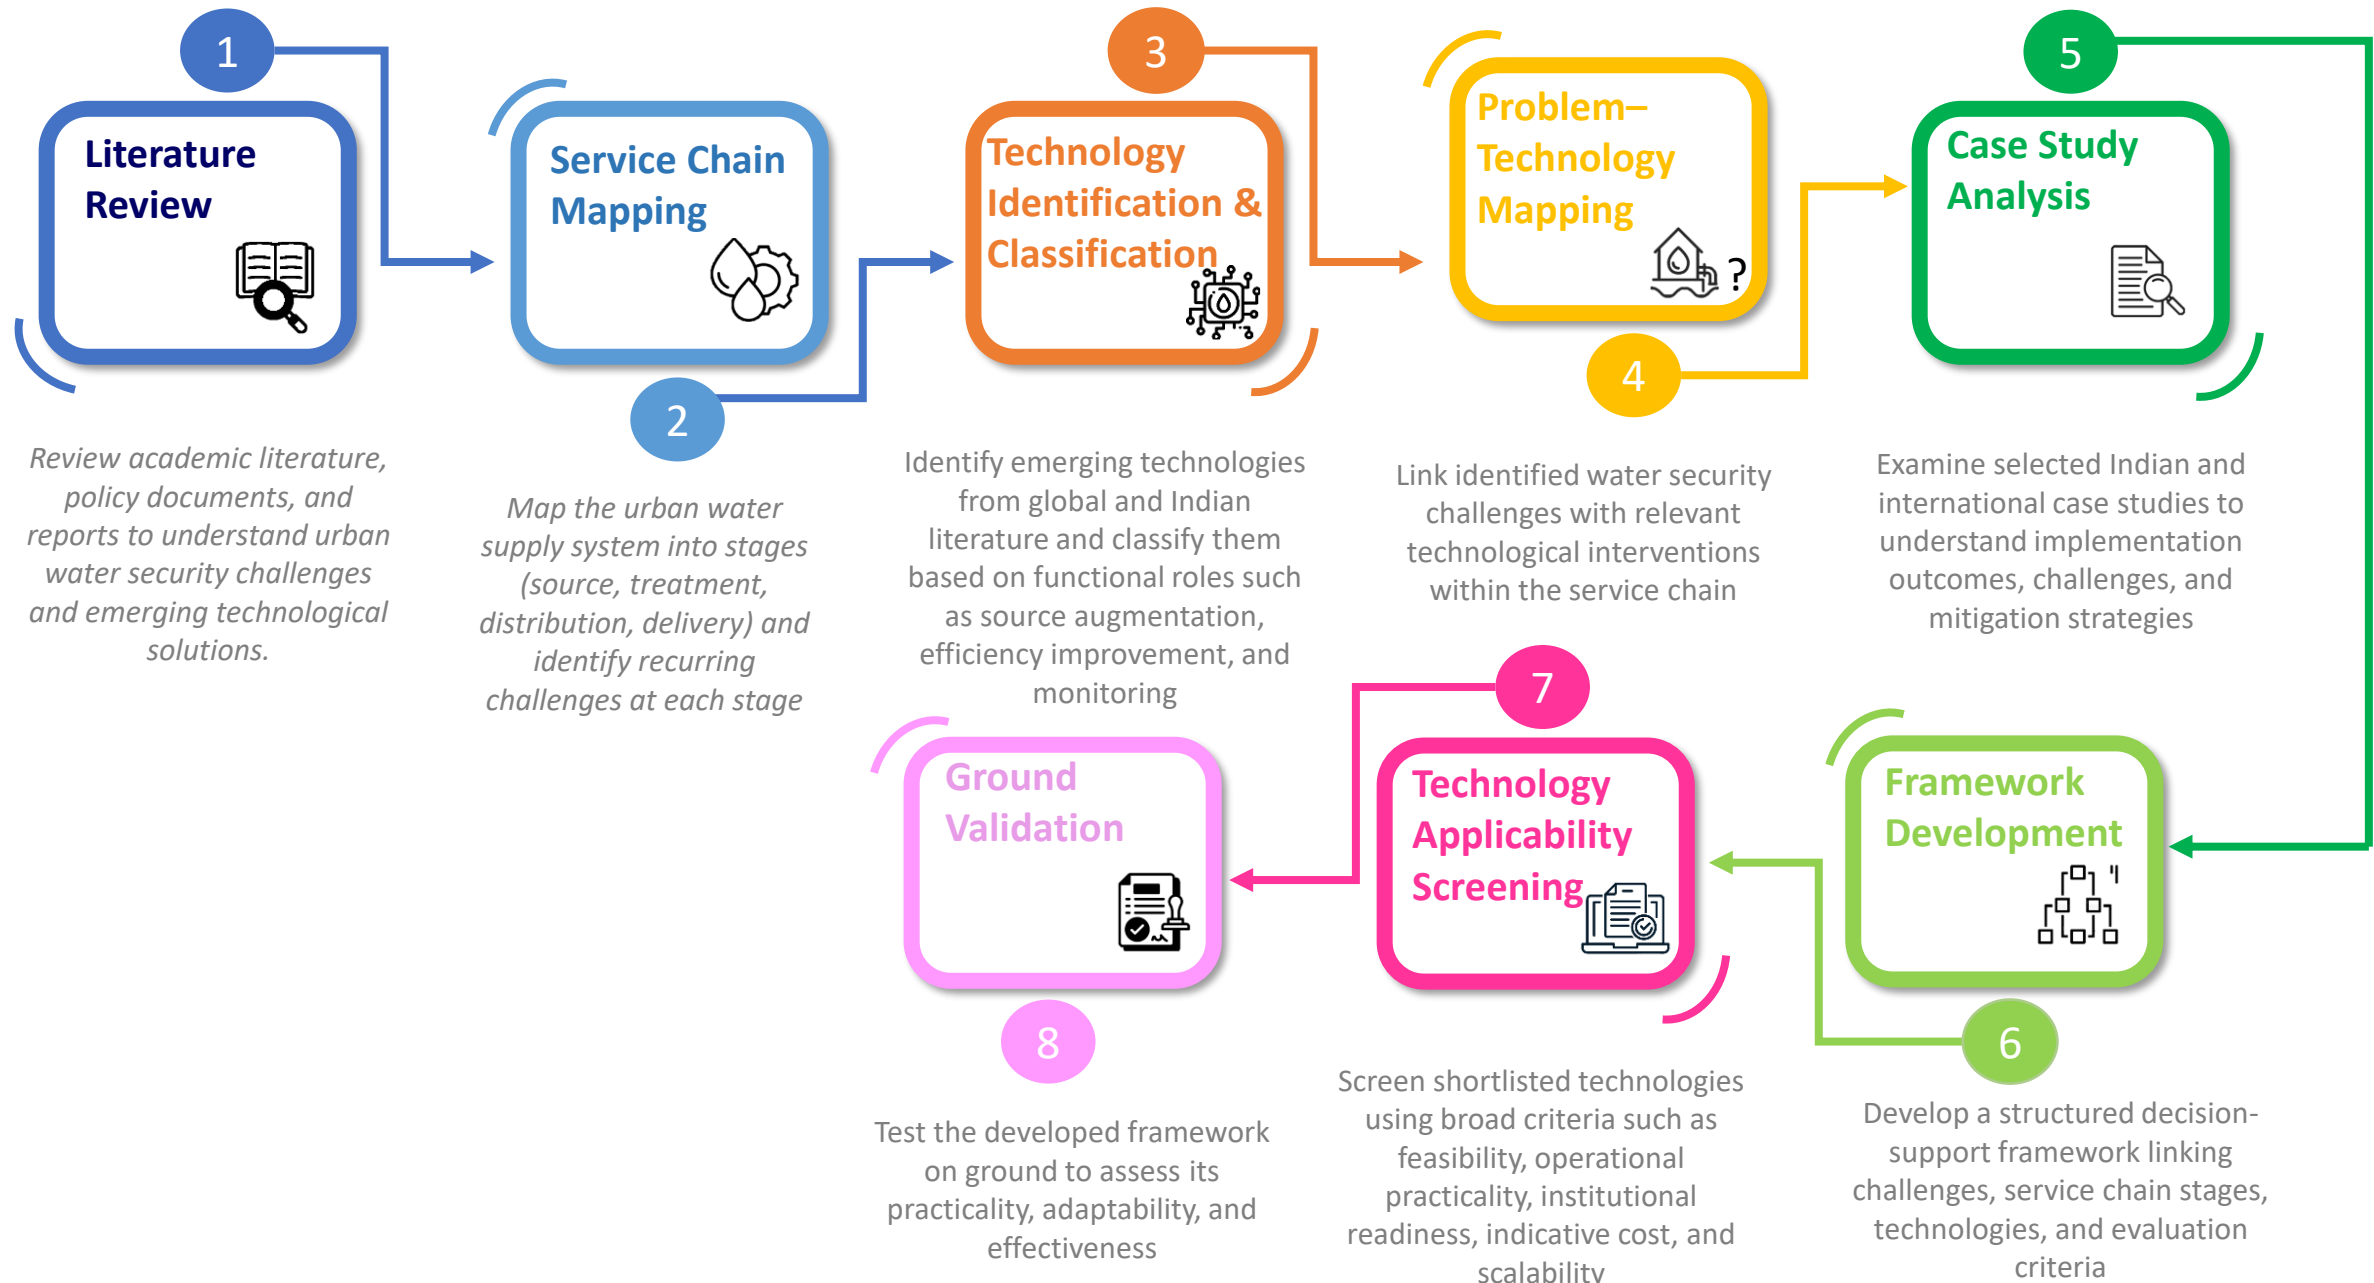 1
Literature
Review
Review academic literature,
policy documents, and
reports to understand urban
water security challenges
and emerging technological
solutions.
Service Chain
Mapping
2
Map the urban water
supply system into stages
(source, treatment,
distribution, delivery) and
identify recurring
challenges at each stage
3
Technology
Identification &
Classification
Identify emerging technologies
from global and Indian
literature and classify them
based on functional roles such
as source augmentation,
efficiency improvement, and
monitoring
Problem–
Technology
Mapping
?
4
Link identified water security
challenges with relevant
technological interventions
within the service chain
5
Case Study
Analysis
Examine selected Indian and
international case studies to
understand implementation
outcomes, challenges, and
mitigation strategies
Framework
Development
6
Develop a structured decision-
support framework linking
challenges, service chain stages,
technologies, and evaluation
criteria
7
Technology
Applicability
Screening
Screen shortlisted technologies
using broad criteria such as
feasibility, operational
practicality, institutional
readiness, indicative cost, and
scalability
Ground
Validation
8
Test the developed framework
on ground to assess its
practicality, adaptability, and
effectiveness